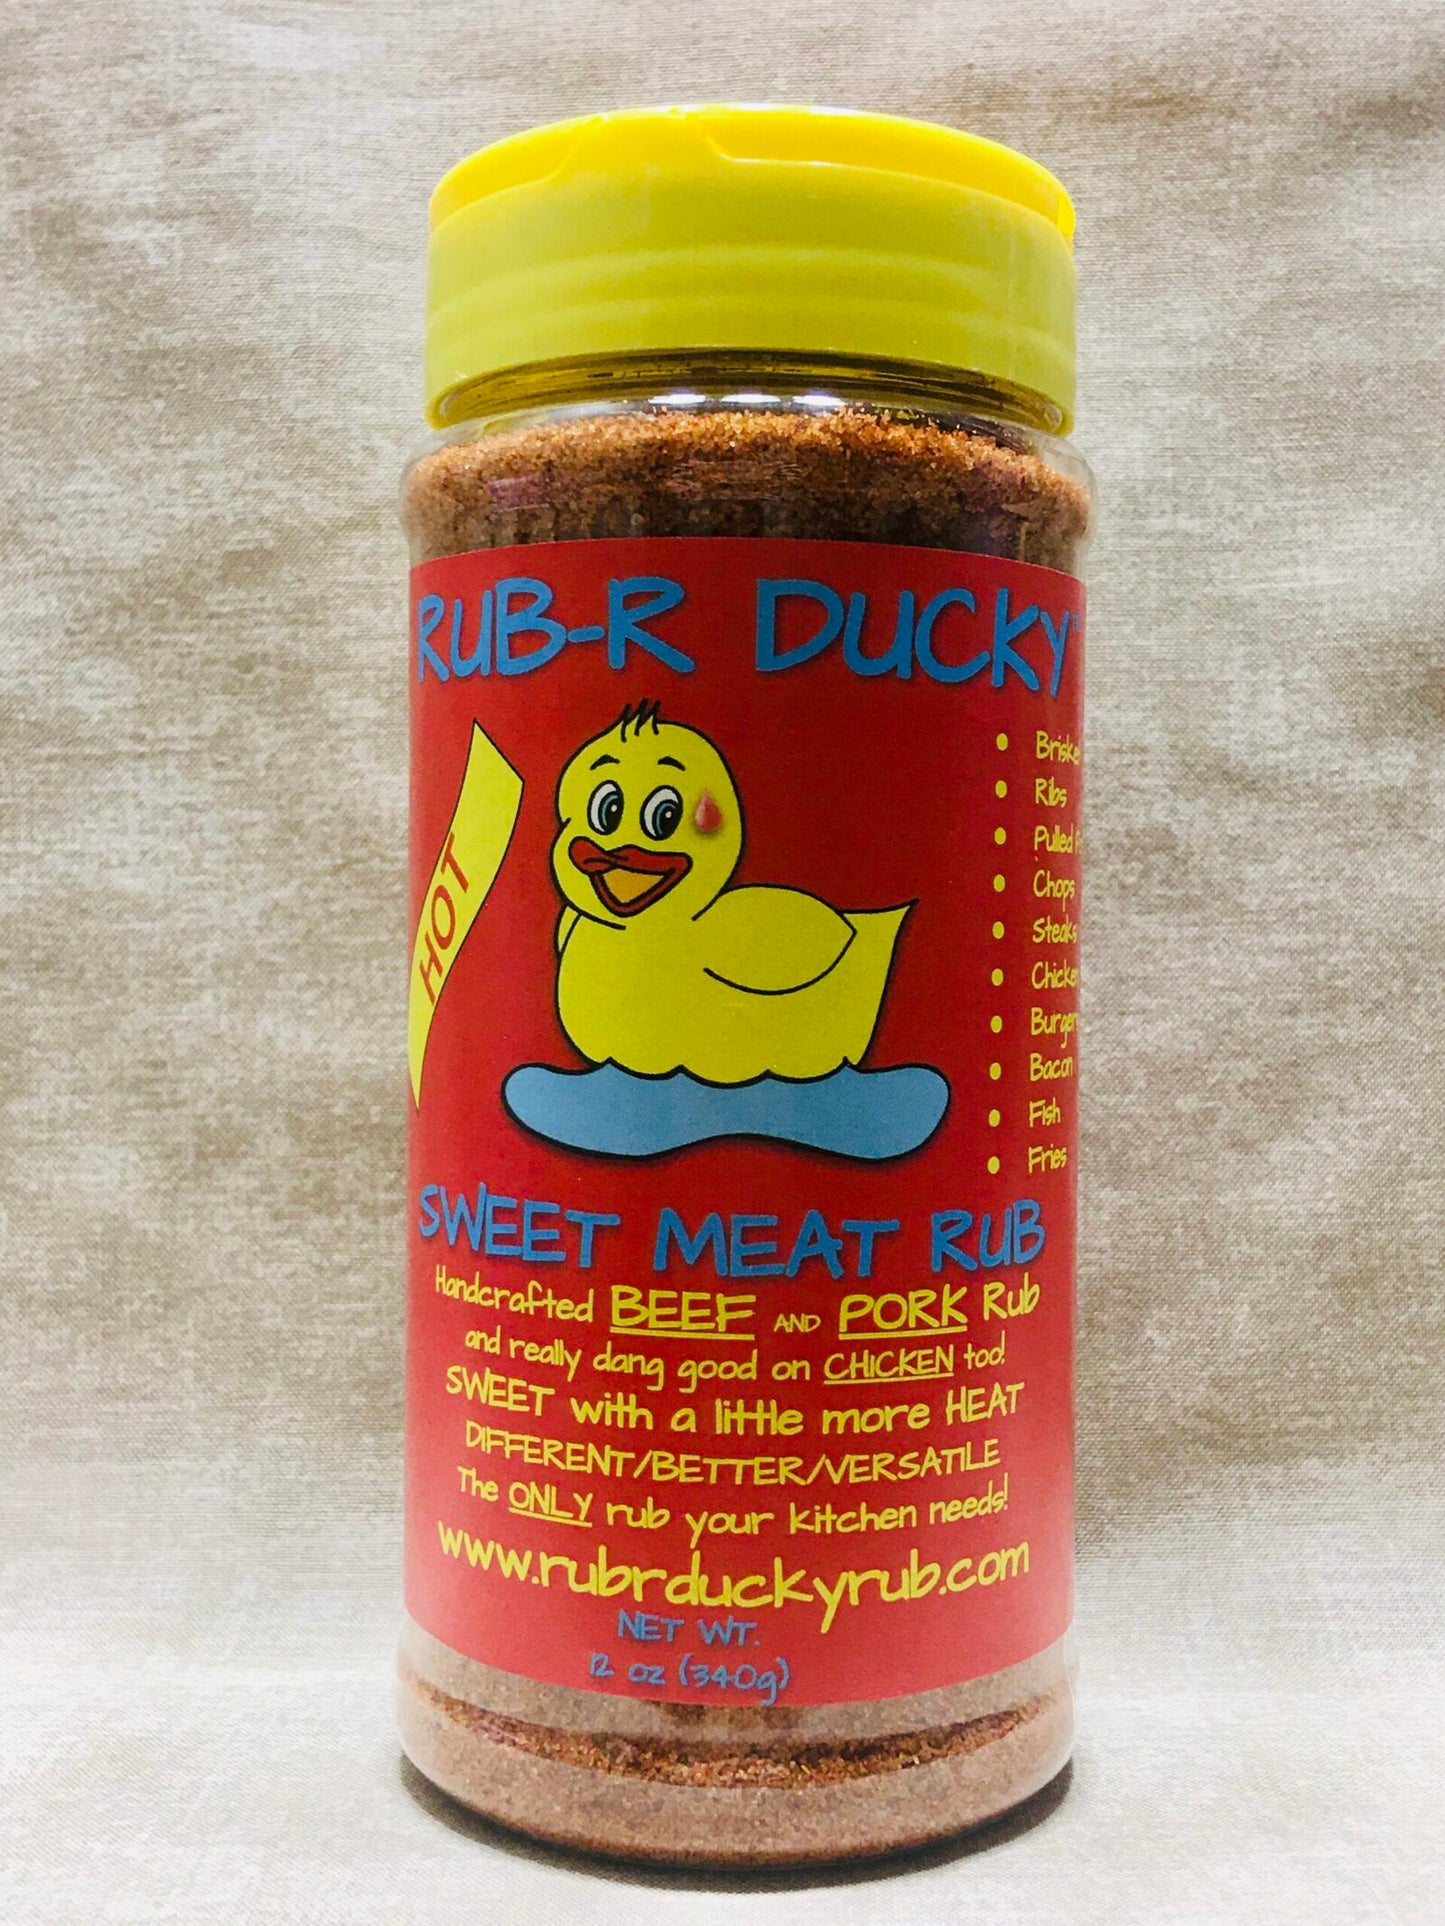 RUB-R DUCKY
HOT
Ribs
Pulled
Chops
Steaks
Bacon
Fish
Fries
SWEET MEAT RUB
Handcrafted BEEF AND PORK Rub
and really dang good on CHICKEN too!
SWEET with a little more HEAT
DIFFERENT/BETTER/VERSATILE
The ONLY rub your kitchen needs!
www.rubrduckyrub.com
NET WT.
12 oz (340g)